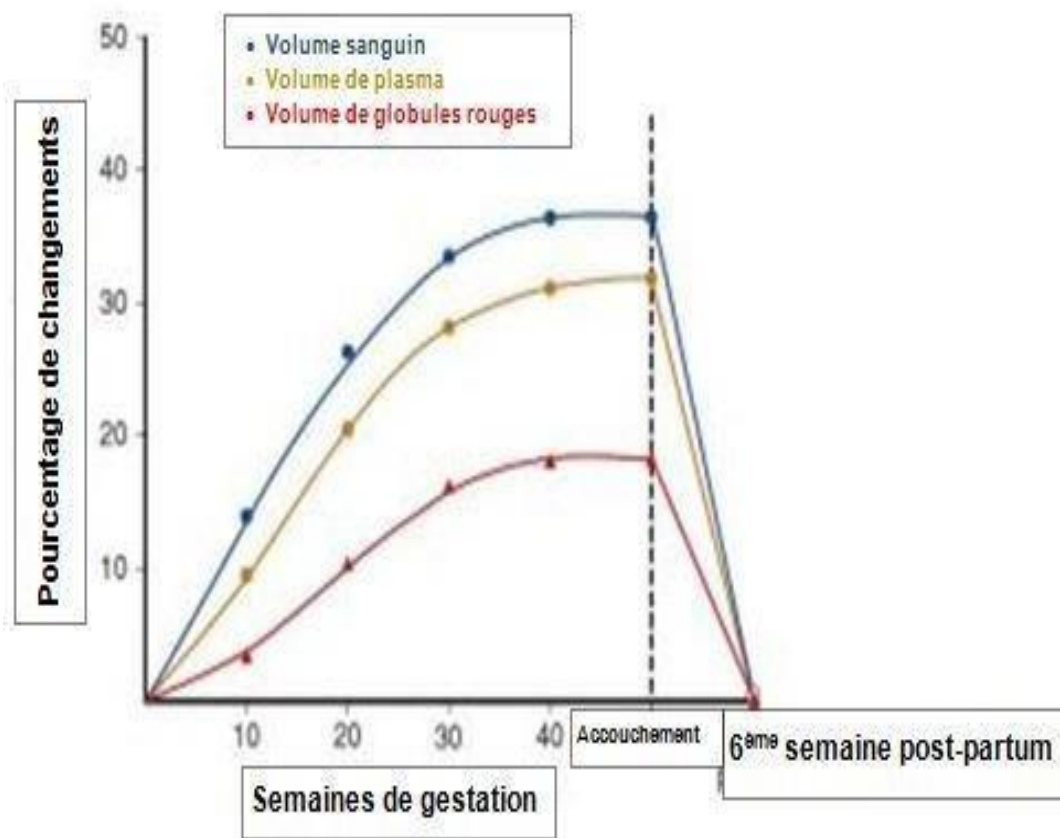 50
• Volume sanguin
• Volume de plasma
• Volume de globules rouges
40
30
20
10
Pourcentage de changements
10 20 30 40 Accouchement 6ème semaine post-partum
Semaines de gestation